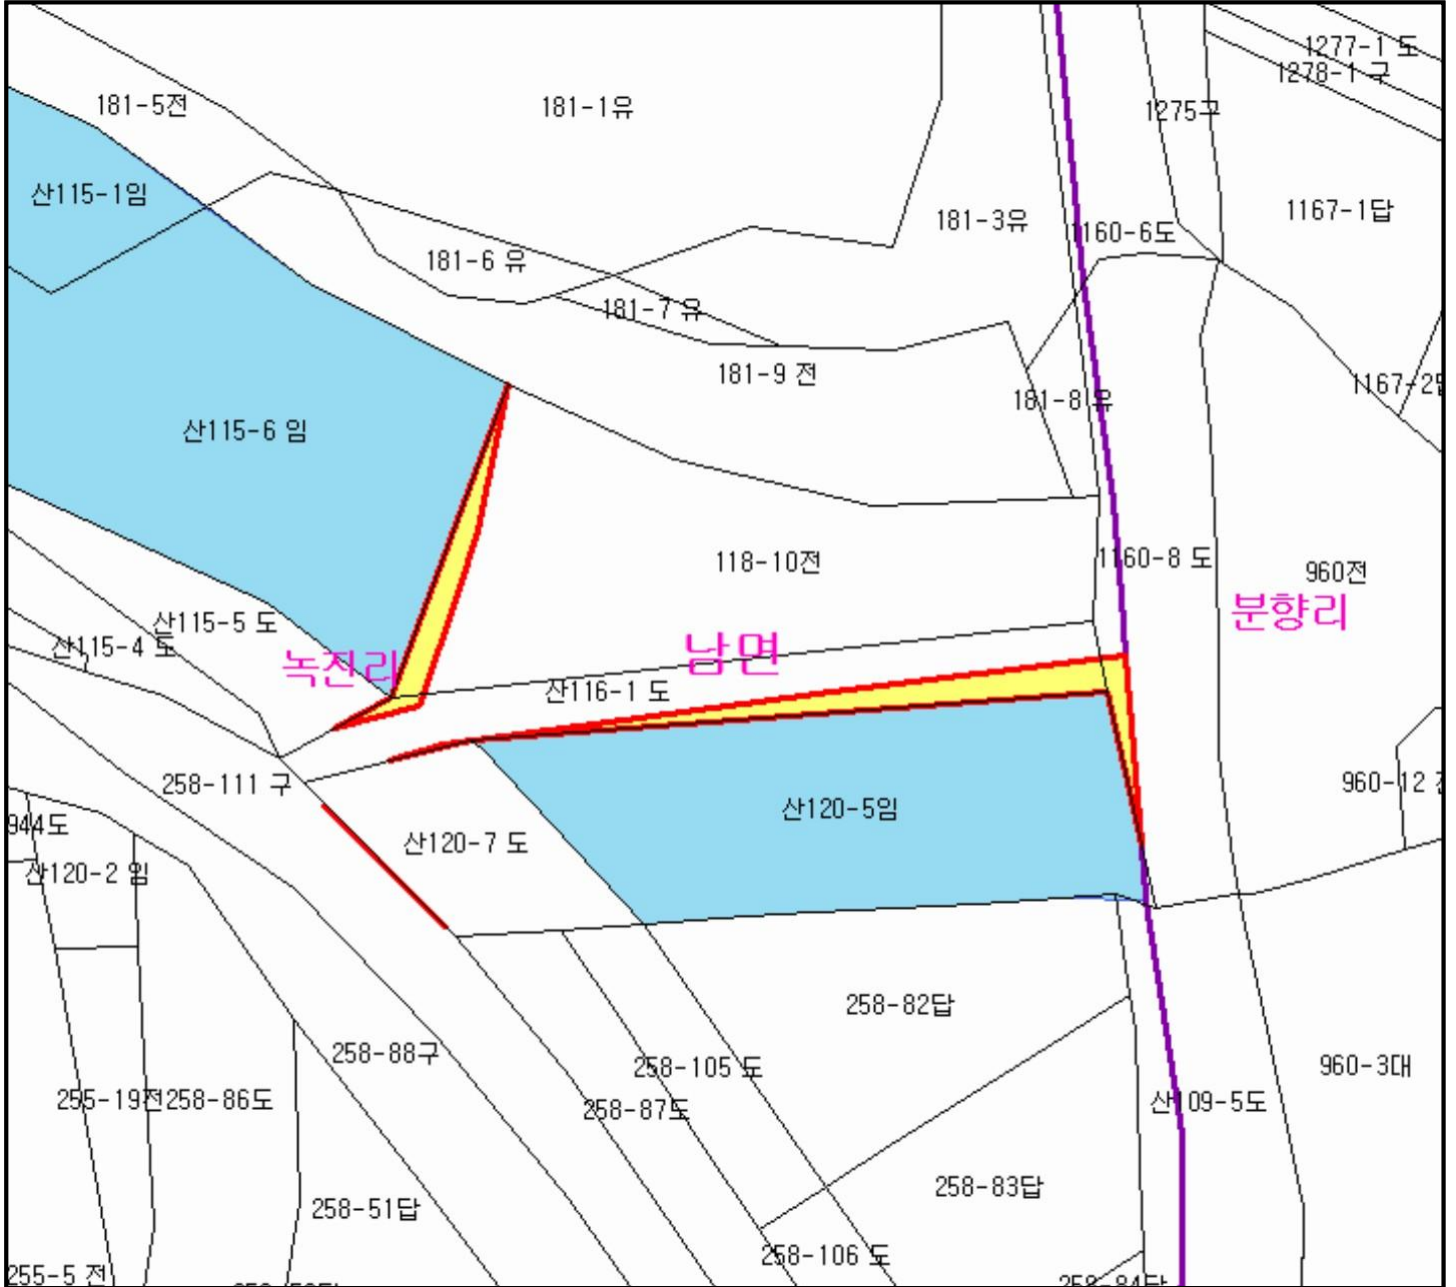 1277-1 도
1278-1 구
181-5전
181-1유
1275구
산115-1임
1167-1답
181-3유
1160-6도
181-6 유
181-7 유
181-9 전
1167-2답
181-8 유
산115-6 임
118-10전
1160-8 도
960전
분향리
산115-5 도
산115-4 도
녹진리
남면
산116-1 도
258-111 구
960-12 전
산120-5임
944도
산120-7 도
산120-2 임
258-82답
258-88구
258-105 도
960-3대
255-19전
258-86도
258-87도
산109-5도
258-83답
258-51답
258-106 도
255-5 전
258-84답